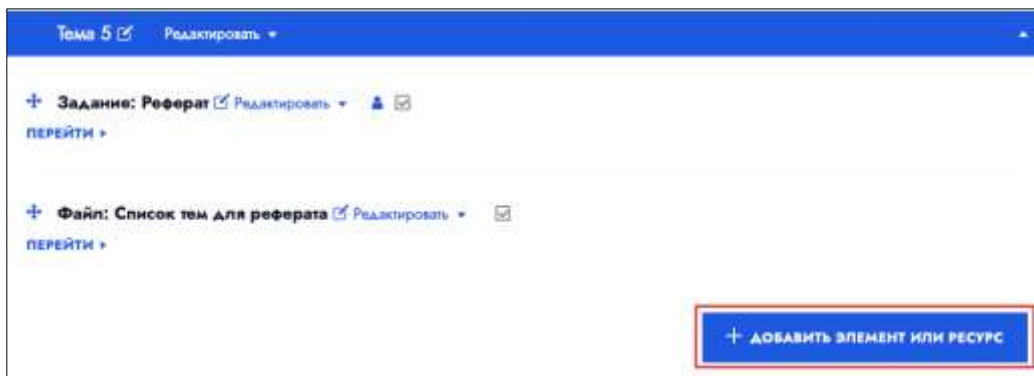 Тема 5 Редактировать
Задание: Реферат Редактировать
ПЕРЕЙТИ
Файл: Список тем для реферата Редактировать
ПЕРЕЙТИ
+ ДОБАВИТЬ ЭЛЕМЕНТ ИЛИ РЕСУРС